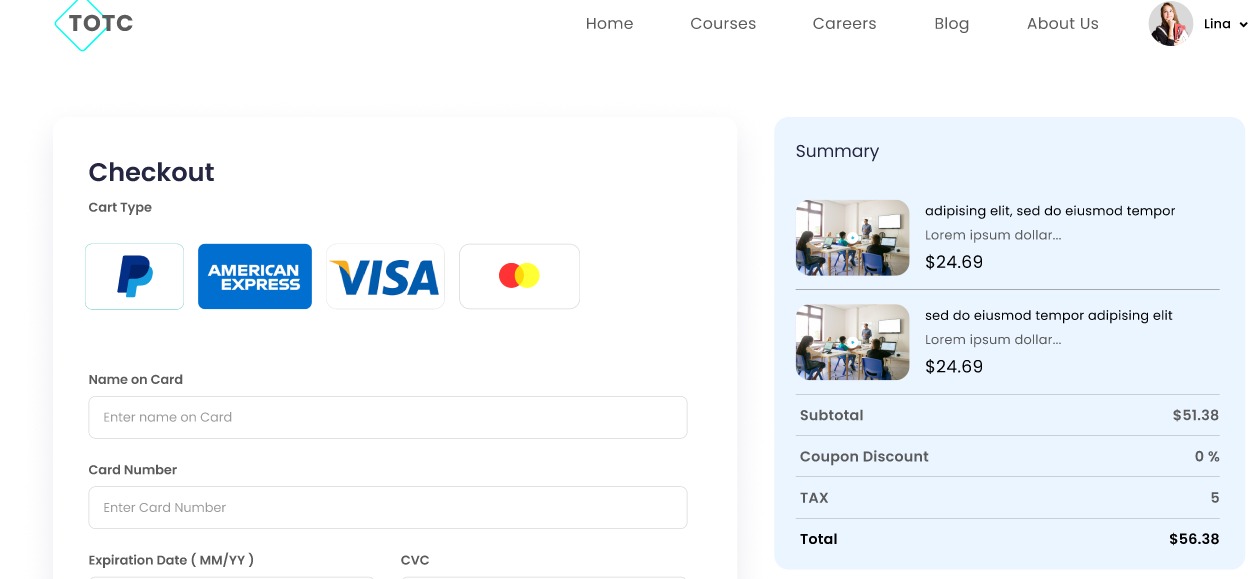 TOTC
Home
Courses
Careers
Blog
About Us
Lina
Checkout
Cart Type
AMERICAN
EXPRESS
VISA
Name on Card
Enter name on Card
Card Number
Enter Card Number
Expiration Date ( MM/YY )
CVC
Summary
adipising elit, sed do eiusmod tempor
Lorem ipsum dollar...
$24.69
sed do eiusmod tempor adipising elit
Lorem ipsum dollar...
$24.69
Subtotal $51.38
Coupon Discount 0 %
TAX 5
Total $56.38